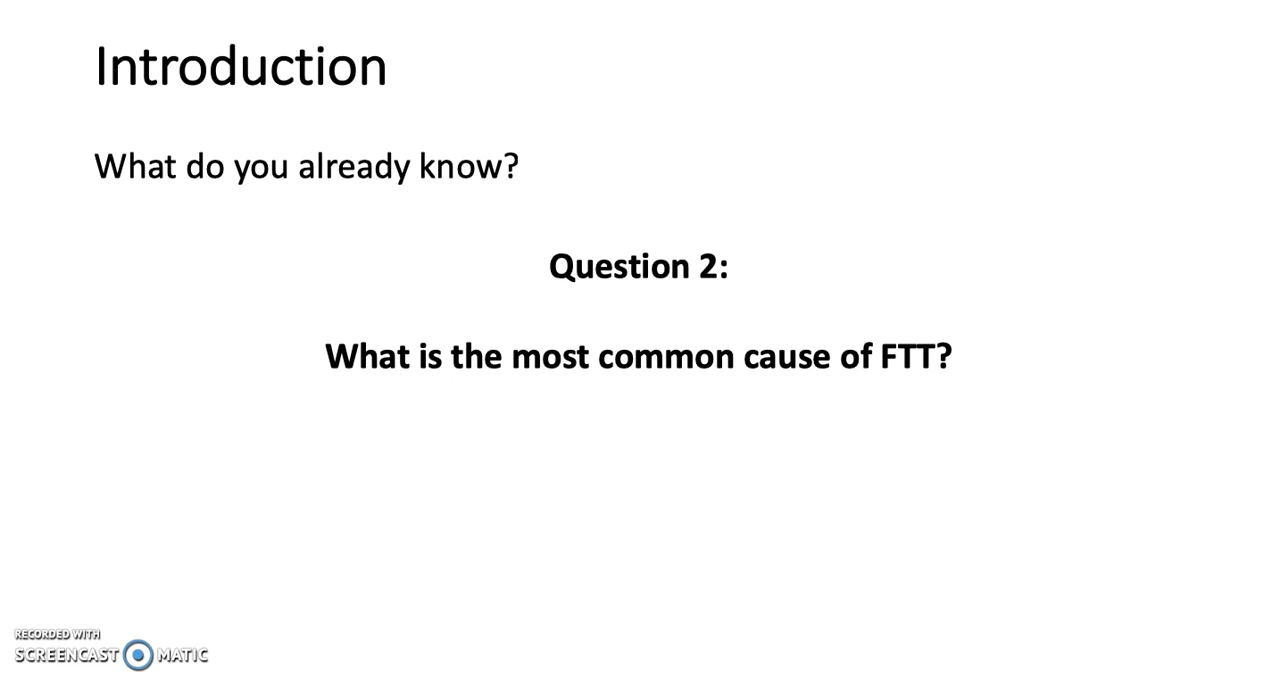 Introduction
What do you already know?
Question 2:
What is the most common cause of FTT?
RECORDED WITH
SCREENCAST MATIC